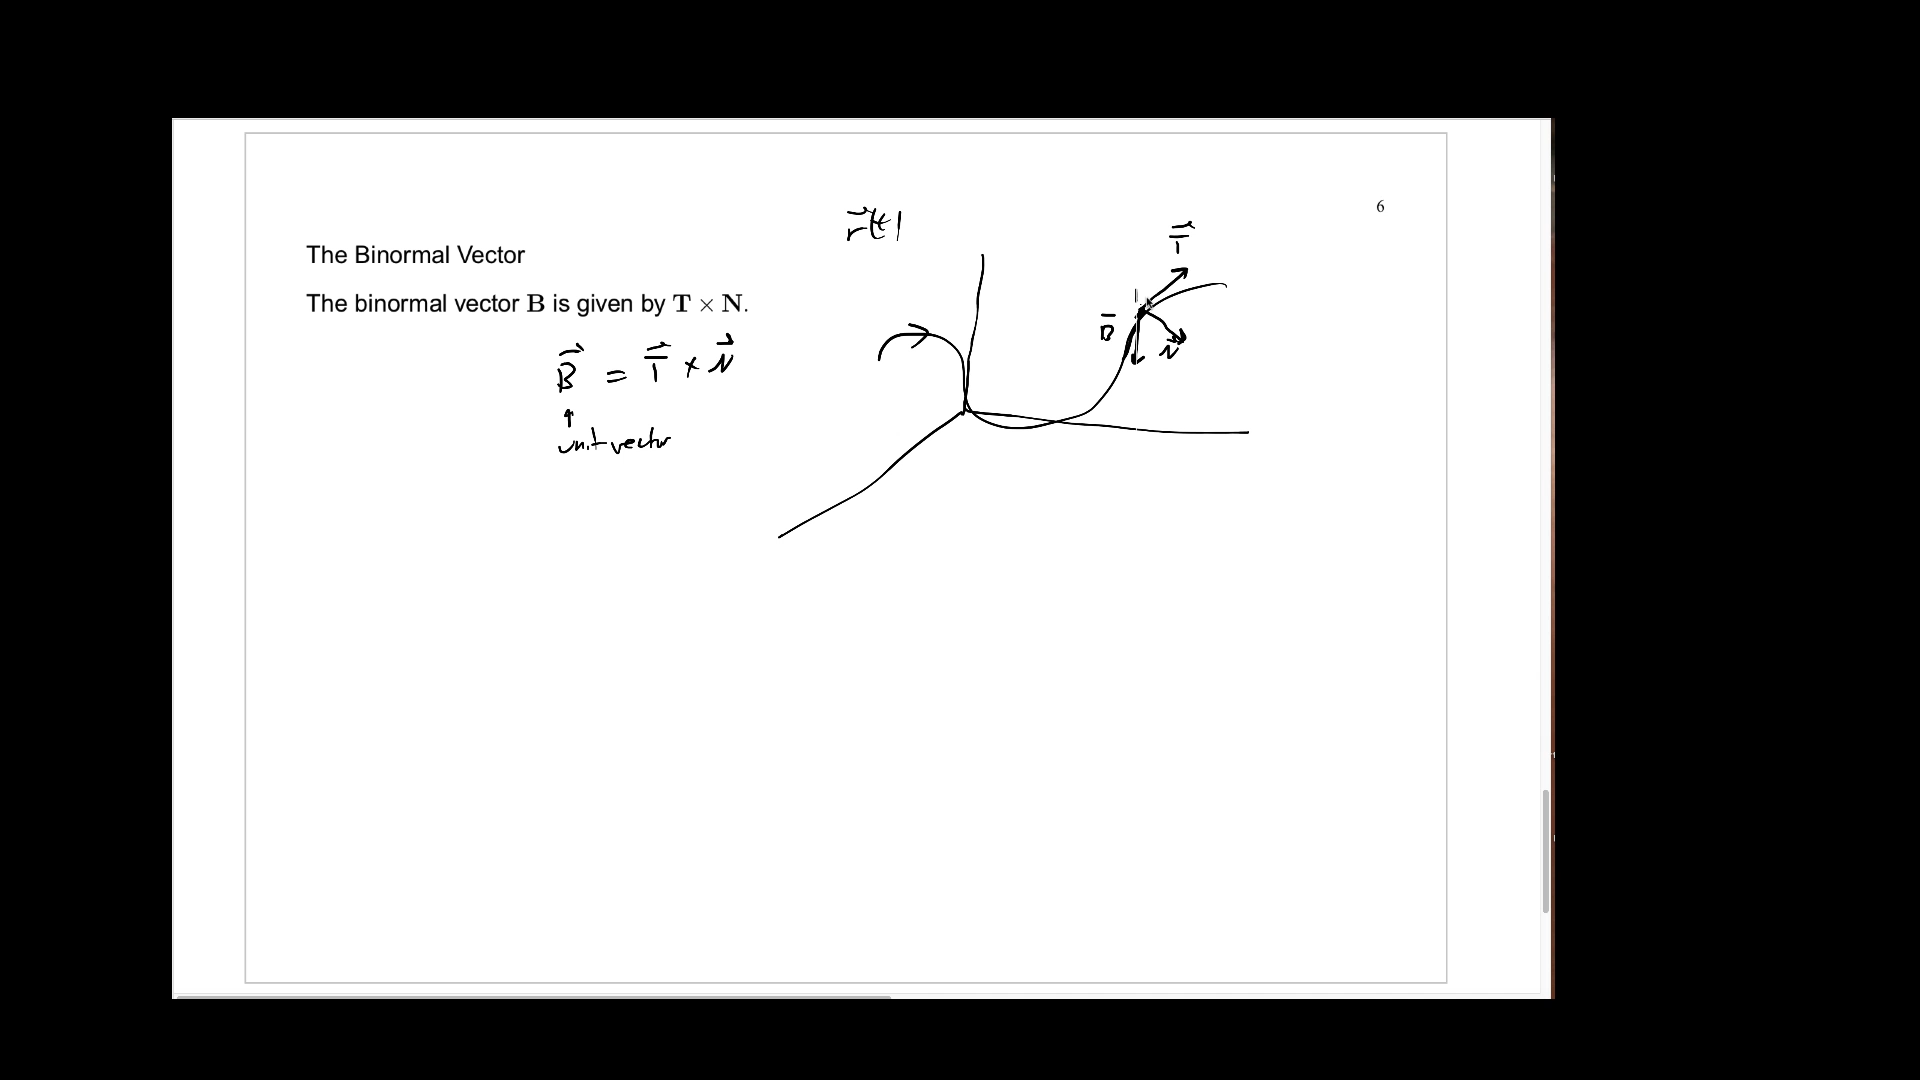 6
r⃗(t)
The Binormal Vector
The binormal vector B is given by T × N.
B⃗ = T⃗ × N⃗
↑
unit vector
T⃗
B
N